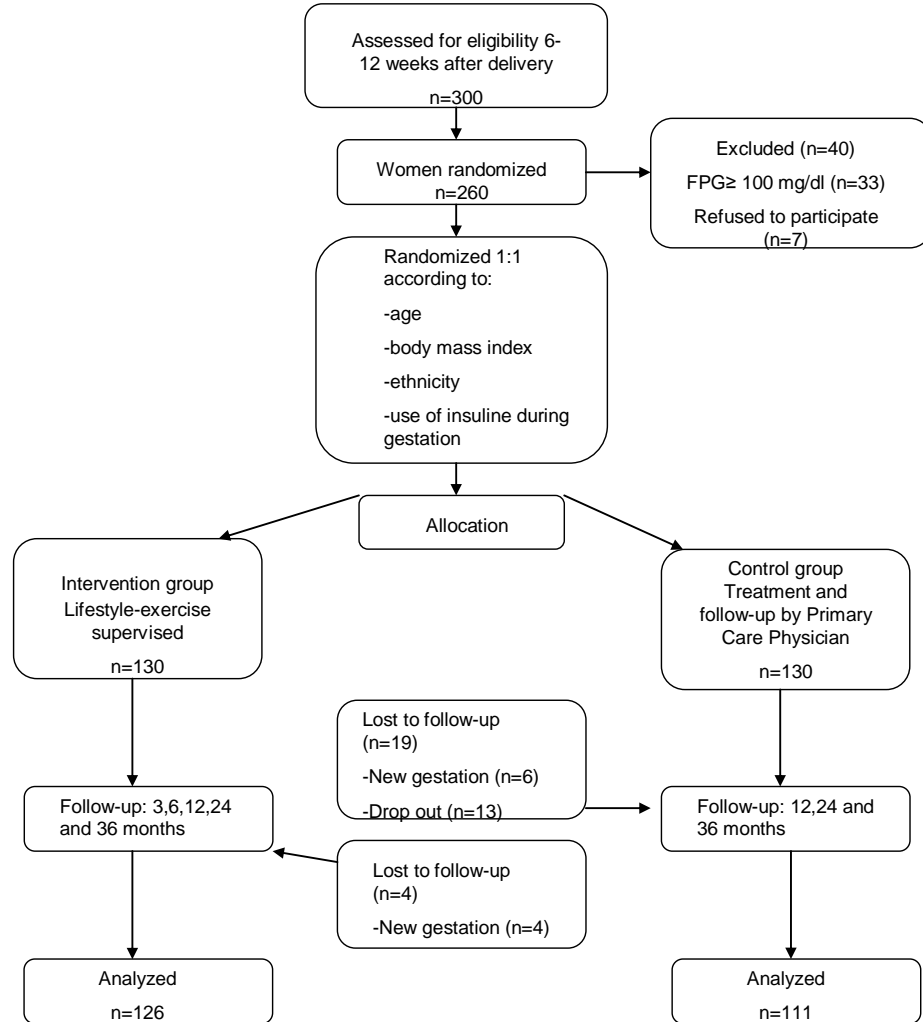 Assessed for eligibility 6-
12 weeks after delivery
n=300
Women randomized
n=260
Excluded (n=40)
FPG≥ 100 mg/dl (n=33)
Refused to participate
(n=7)
Randomized 1:1
according to:
-age
-body mass index
-ethnicity
-use of insuline during
gestation
Allocation
Intervention group
Lifestyle-exercise
supervised
n=130
Control group
Treatment and
follow-up by Primary
Care Physician
n=130
Lost to follow-up
(n=19)
-New gestation (n=6)
-Drop out (n=13)
Follow-up: 3,6,12,24
and 36 months
Follow-up: 12,24 and
36 months
Lost to follow-up
(n=4)
-New gestation (n=4)
Analyzed
n=126
Analyzed
n=111